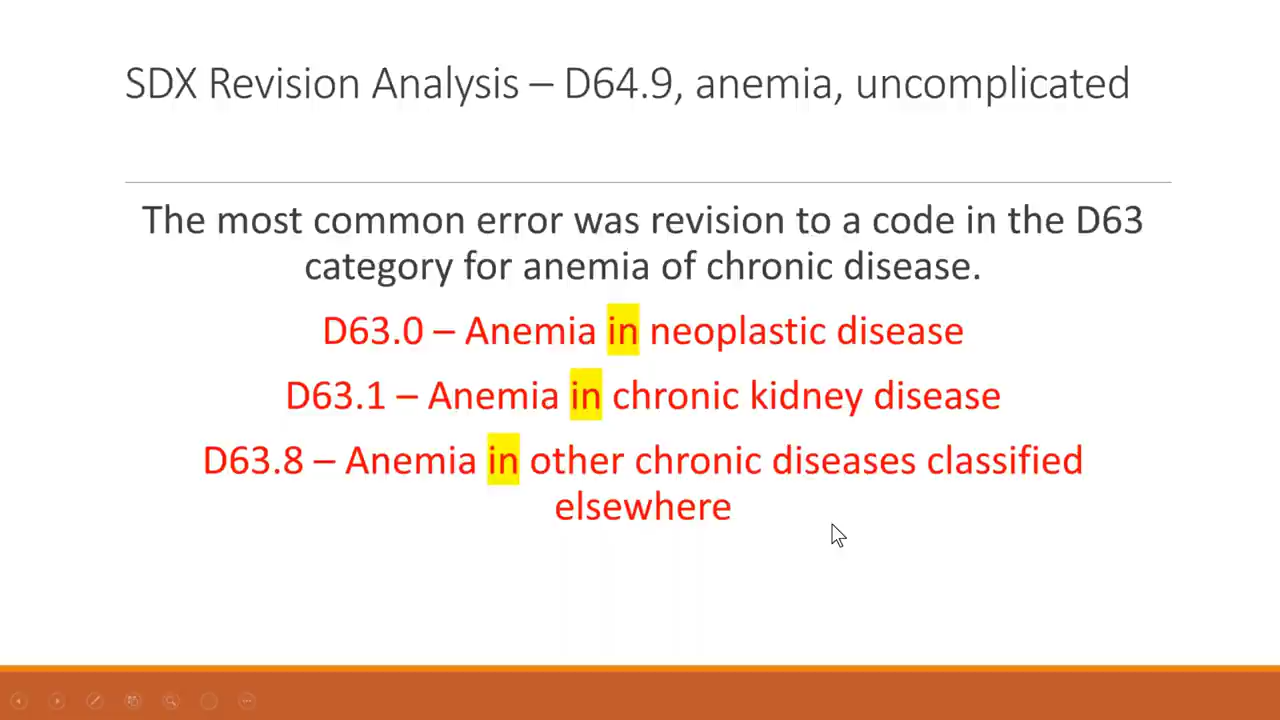 SDX Revision Analysis – D64.9, anemia, uncomplicated
The most common error was revision to a code in the D63
category for anemia of chronic disease.
D63.0 – Anemia in neoplastic disease
D63.1 – Anemia in chronic kidney disease
D63.8 – Anemia in other chronic diseases classified
elsewhere